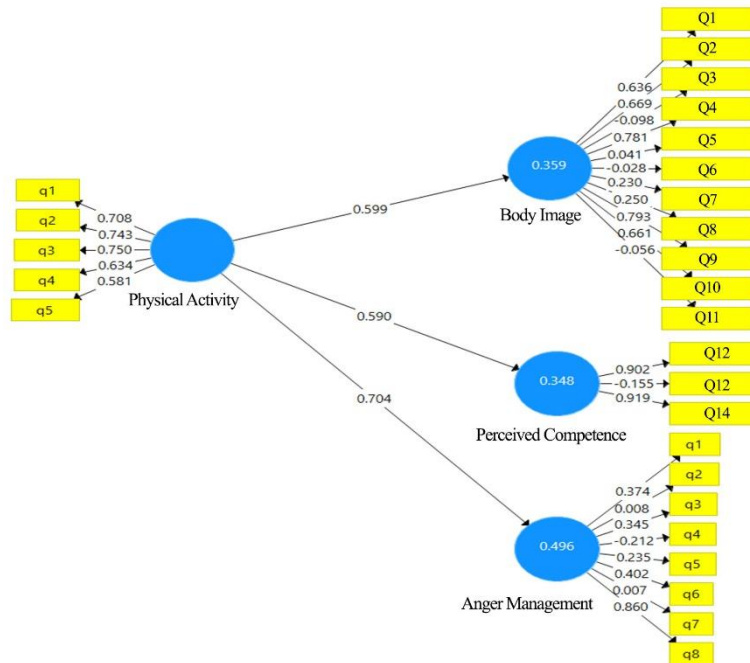 Q1
Q2
Q3
Q4
Q5
Q6
Q7
Q8
Q9
Q10
Q11
0.636
0.669
-0.098
0.781
0.041
-0.028
0.230
0.250
0.793
0.661
-0.056
0.359
Body Image
q1
q2
q3
q4
q5
0.708
0.743
0.750
0.634
0.581
Physical Activity
0.599
0.590
0.704
Q12
Q12
Q14
0.902
-0.155
0.919
0.348
Perceived Competence
q1
q2
q3
q4
q5
q6
q7
q8
0.374
0.008
0.345
-0.212
0.235
0.402
0.007
0.860
0.496
Anger Management